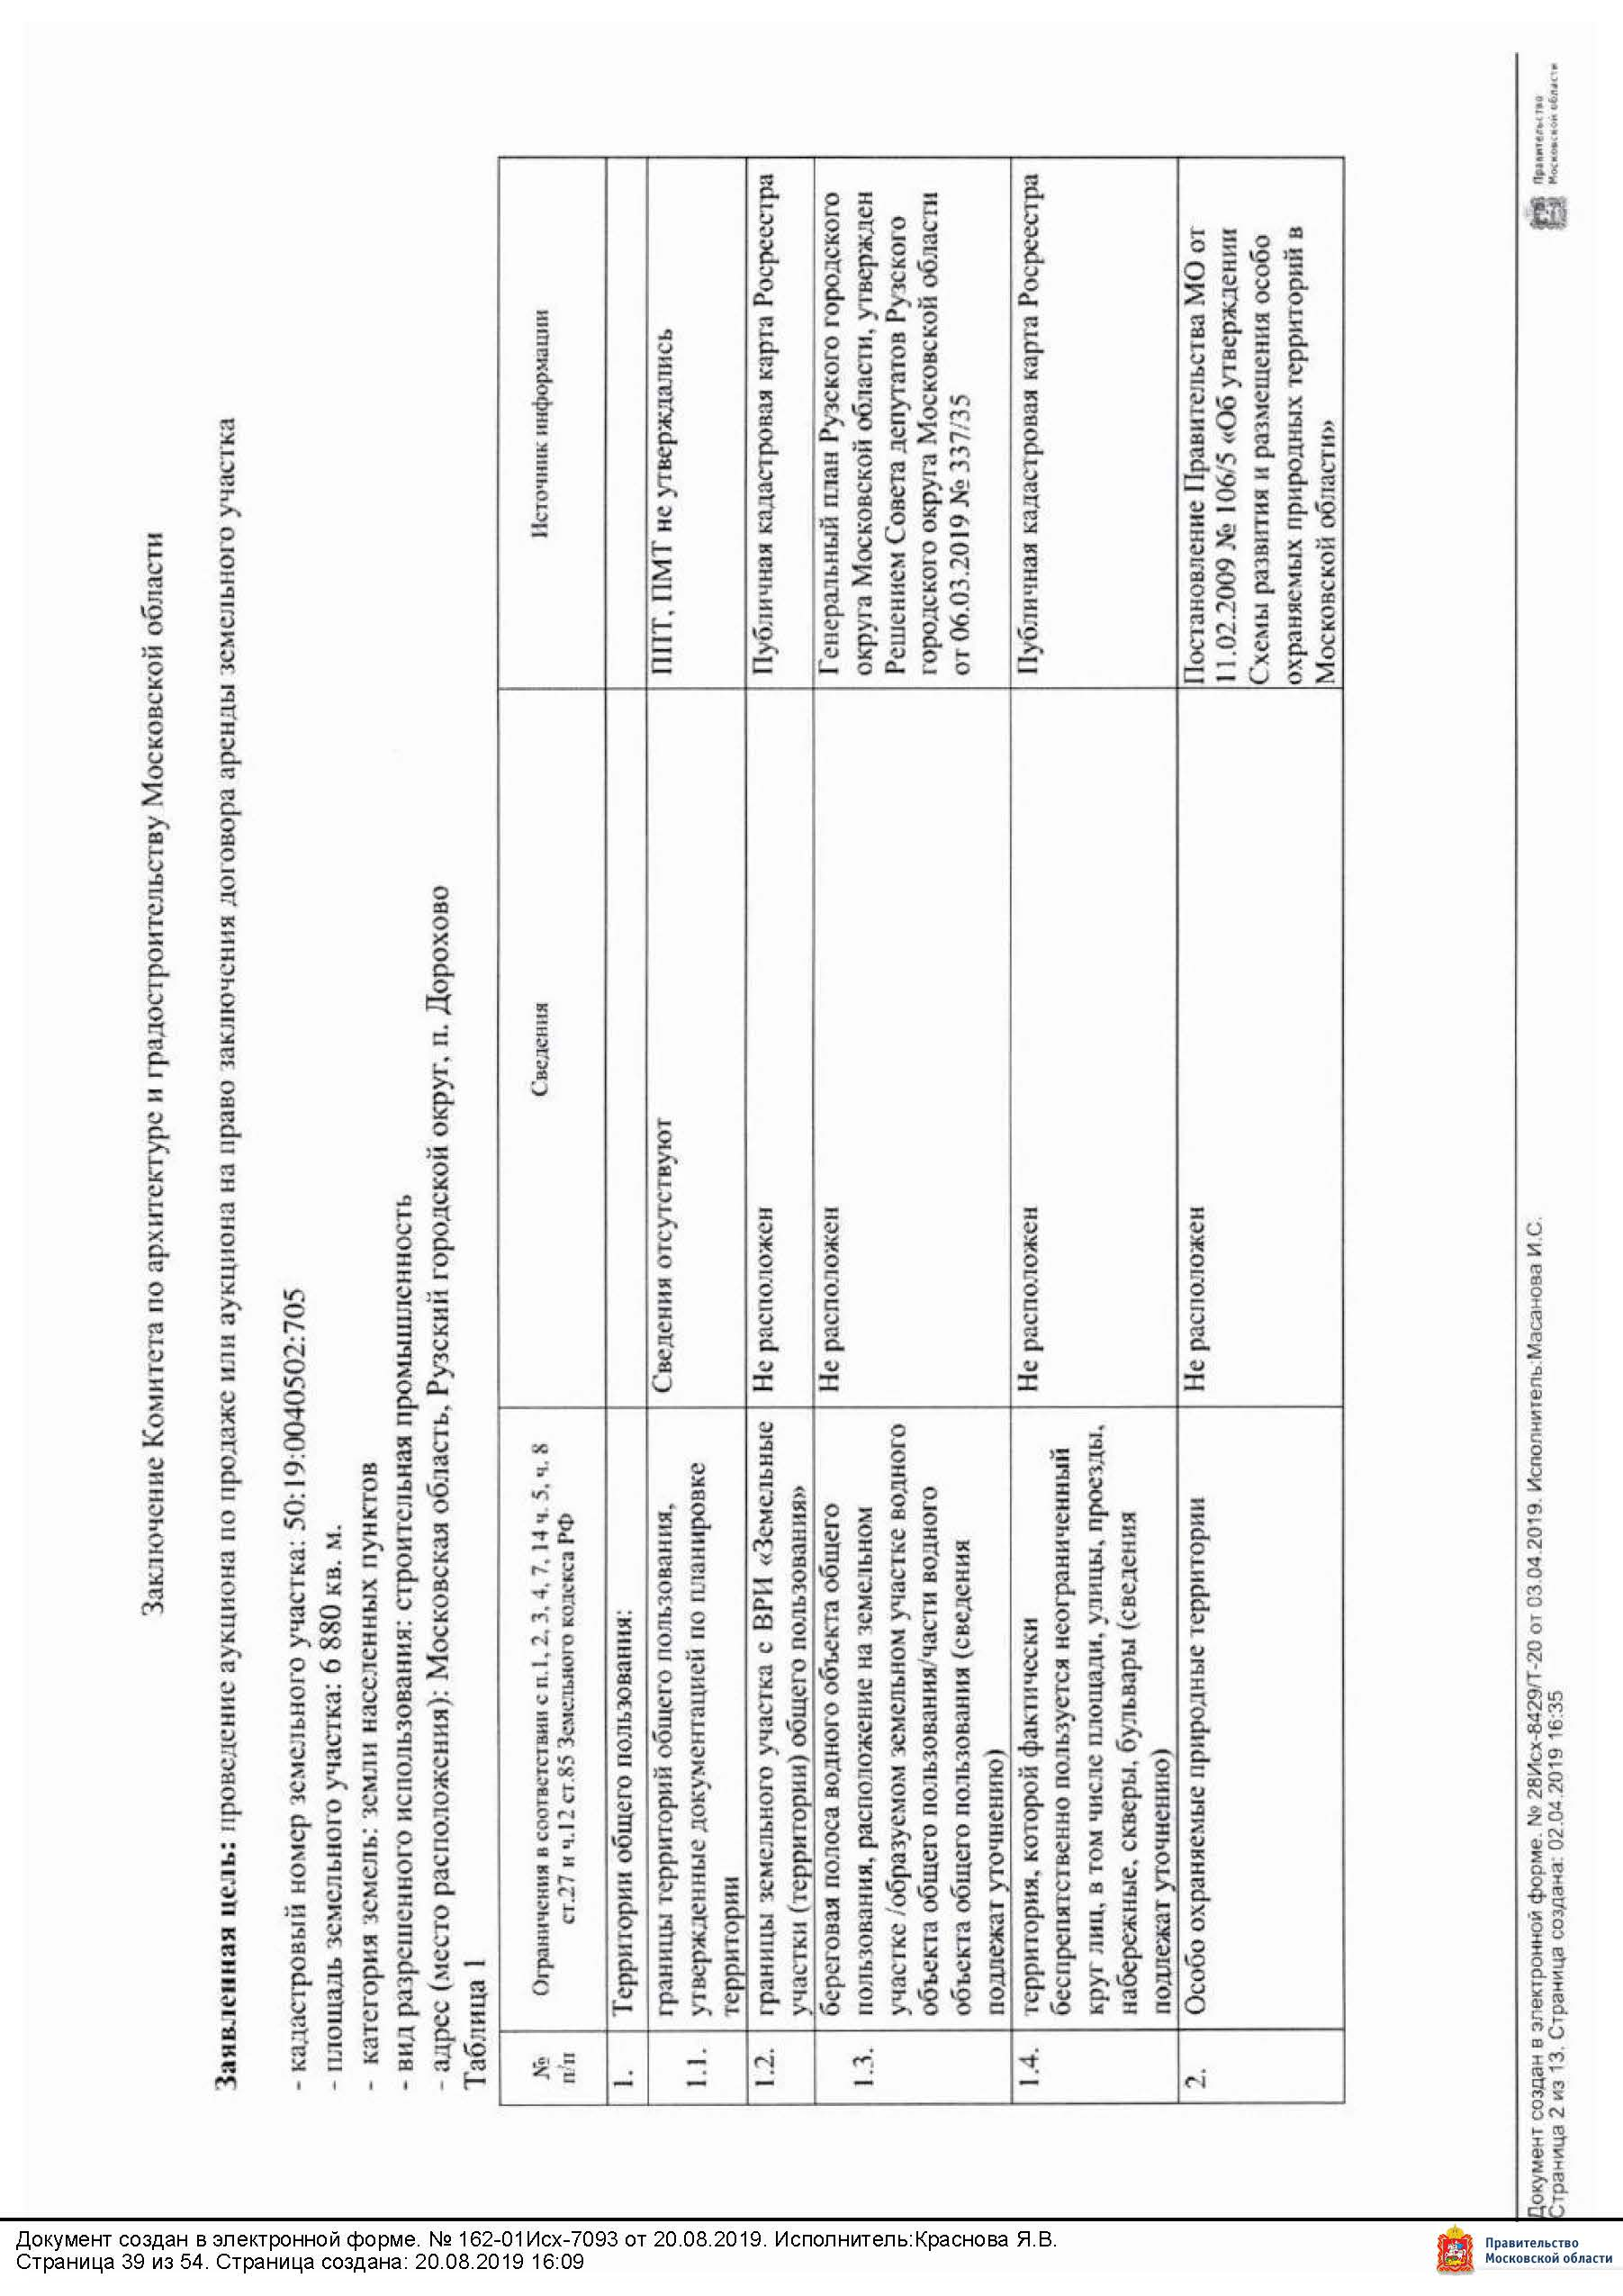 Заключение Комитета по архитектуре и градостроительству Московской области
Заявленная цель: проведение аукциона по продаже или аукциона на право заключения договора аренды земельного участка
- кадастровый номер земельного участка: 50:19:0040502:705
- площадь земельного участка: 6 880 кв. м.
- категория земель: земли населенных пунктов
- вид разрешенного использования: строительная промышленность
- адрес (место расположения): Московская область, Рузский городской округ, п. Дорохово
Таблица 1
№
п/п
Ограничения в соответствии с п.1, 2, 3, 4, 7, 14 ч. 5, ч. 8
ст.27 и ч.12 ст.85 Земельного кодекса РФ
Сведения
Источник информации
1.
Территории общего пользования:
1.1.
границы территорий общего пользования,
утвержденные документацией по планировке
территории
Сведения отсутствуют
ППТ, ПМТ не утверждались
1.2.
границы земельного участка с ВРИ «Земельные
участки (территории) общего пользования»
Не расположен
Публичная кадастровая карта Росреестра
1.3.
береговая полоса водного объекта общего
пользования, расположение на земельном
участке /образуемом земельном участке водного
объекта общего пользования/части водного
объекта общего пользования (сведения
подлежат уточнению)
Не расположен
Генеральный план Рузского городского
округа Московской области, утвержден
Решением Совета депутатов Рузского
городского округа Московской области
от 06.03.2019 № 337/35
1.4.
территория, которой фактически
беспрепятственно пользуется неограниченный
круг лиц, в том числе площади, улицы, проезды,
набережные, скверы, бульвары (сведения
подлежат уточнению)
Не расположен
Публичная кадастровая карта Росреестра
2.
Особо охраняемые природные территории
Не расположен
Постановление Правительства МО от
11.02.2009 № 106/5 «Об утверждении
Схемы развития и размещения особо
охраняемых природных территорий в
Московской области»
Документ создан в электронной форме. № 28Исх-8429/Т-20 от 03.04.2019. Исполнитель:Масанова И.С.
Страница 2 из 13. Страница создана: 02.04.2019 16:35
Правительство
Московской области
Документ создан в электронной форме. № 162-01Исх-7093 от 20.08.2019. Исполнитель:Краснова Я.В.
Страница 39 из 54. Страница создана: 20.08.2019 16:09
Правительство
Московской области